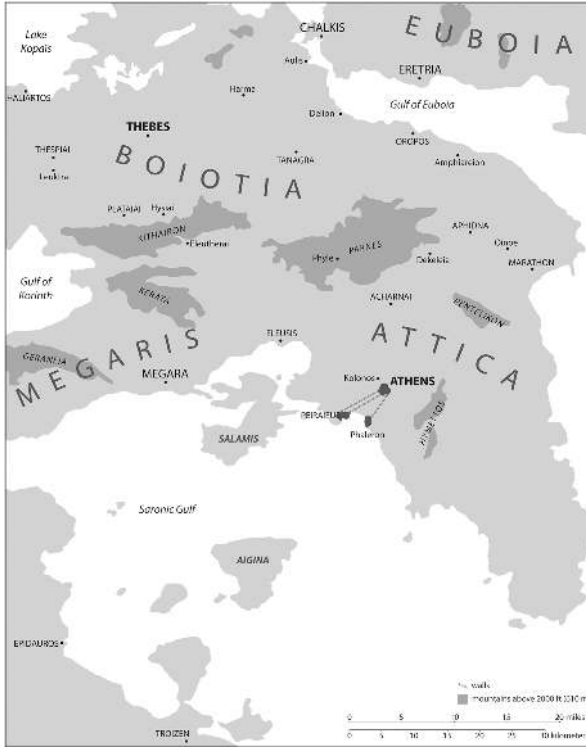 CHALKIS
EUBOIA
Lake
Kopais
Aulis
ERETRIA
HALIARTOS
Harma
Gulf of Euboia
Delion
THEBES
OROPOS
THESPIAI
TANAGRA
Amphiareion
Leuktra
BOIOTIA
PLATAIAI
Hysiai
APHIDNA
KITHAIRON
Eleutherai
PARNES
Oinoe
Phyle
Dekeleia
MARATHON
Gulf of
Korinth
KERATA
ACHARNAI
PENTELIKON
ELEUSIS
ATTICA
MEGARIS
GERANEIA
MEGARA
Kolonos
ATHENS
PEIRAIEUS
HYMETTOS
SALAMIS
Phaleron
Saronic Gulf
AIGINA
EPIDAUROS
walls
mountains above 2000 ft (610 m
0 5 10 15 20 miles
0 5 10 15 20 25 30 kilometer
TROIZEN